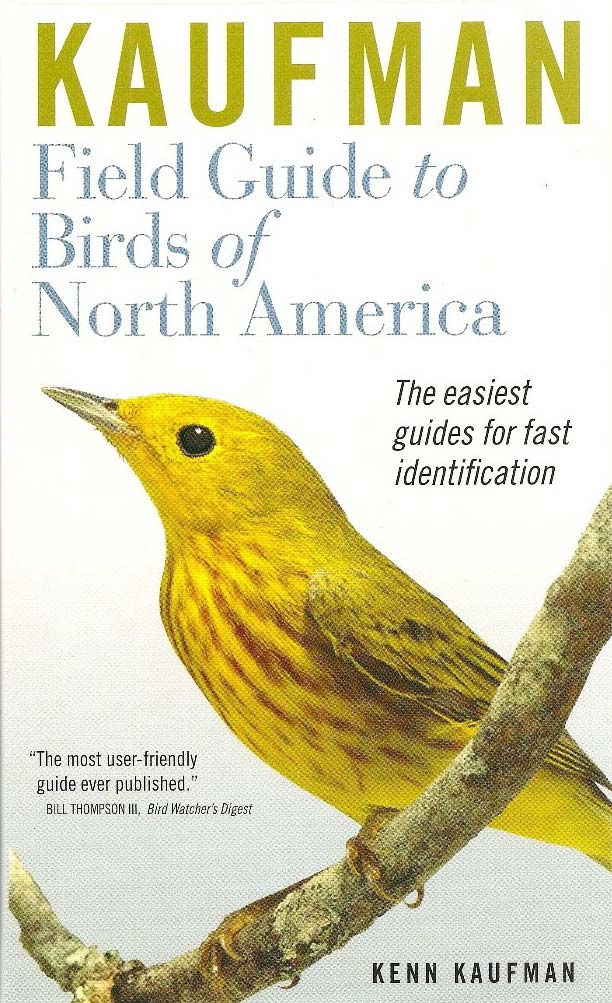 KAUFMAN
Field Guide to
Birds of
North America
The easiest
guides for fast
identification
“The most user-friendly
guide ever published.”
BILL THOMPSON III, Bird Watcher's Digest
KENN KAUFMAN